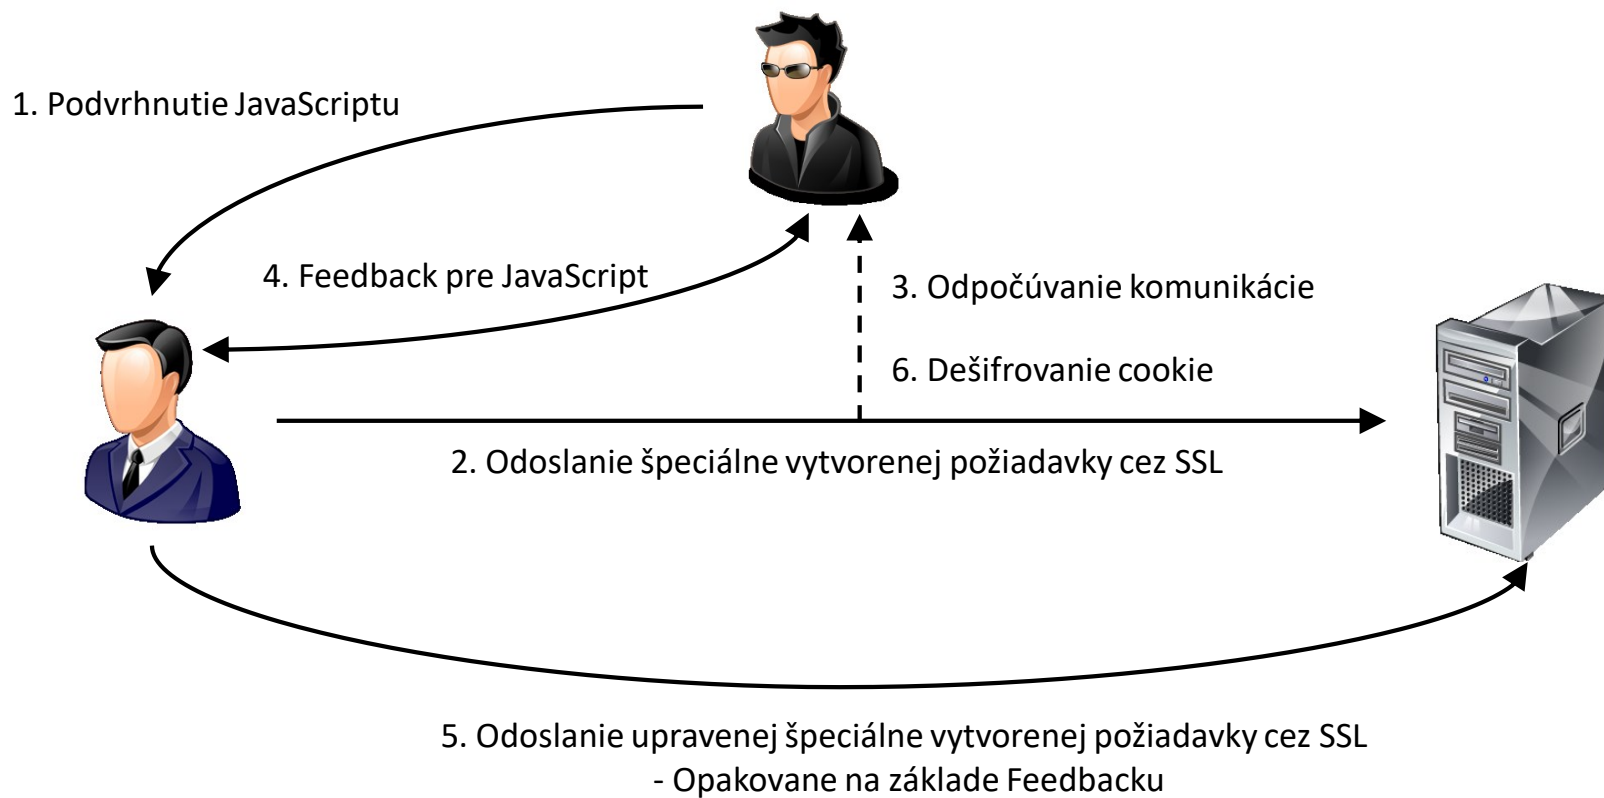 1. Podvrhnutie JavaScriptu
4. Feedback pre JavaScript
3. Odpočúvanie komunikácie
6. Dešifrovanie cookie
2. Odoslanie špeciálne vytvorenej požiadavky cez SSL
5. Odoslanie upravenej špeciálne vytvorenej požiadavky cez SSL
- Opakovane na základe Feedbacku